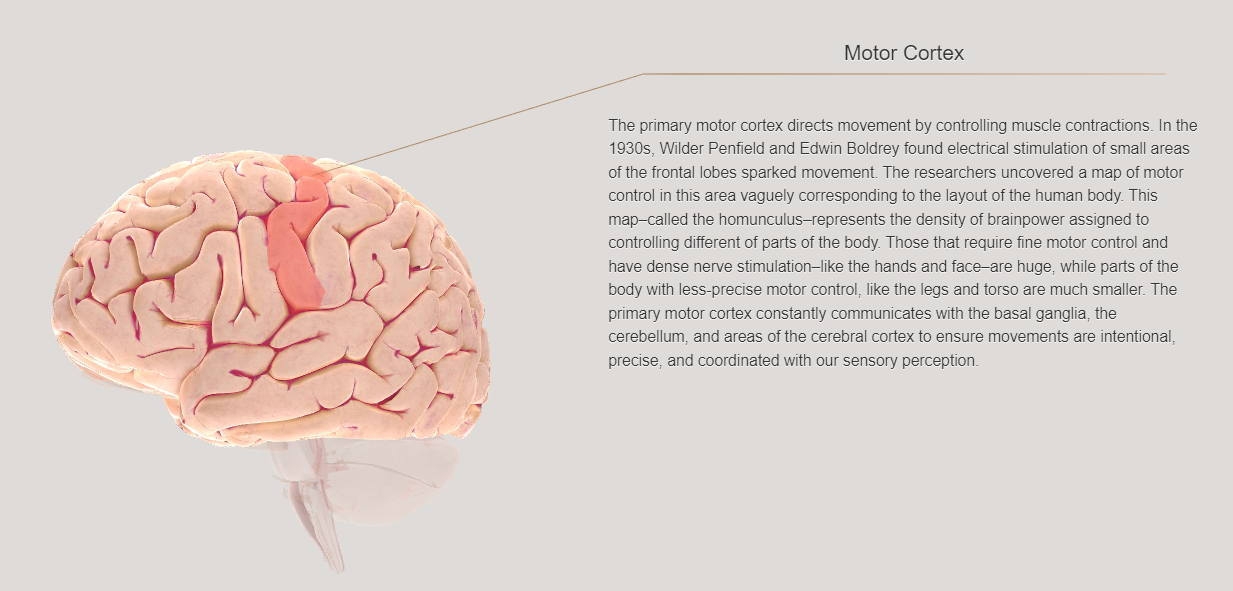 Motor Cortex
The primary motor cortex directs movement by controlling muscle contractions. In the
1930s, Wilder Penfield and Edwin Boldrey found electrical stimulation of small areas
of the frontal lobes sparked movement. The researchers uncovered a map of motor
control in this area vaguely corresponding to the layout of the human body. This
map–called the homunculus–represents the density of brainpower assigned to
controlling different of parts of the body. Those that require fine motor control and
have dense nerve stimulation–like the hands and face–are huge, while parts of the
body with less-precise motor control, like the legs and torso are much smaller. The
primary motor cortex constantly communicates with the basal ganglia, the
cerebellum, and areas of the cerebral cortex to ensure movements are intentional,
precise, and coordinated with our sensory perception.